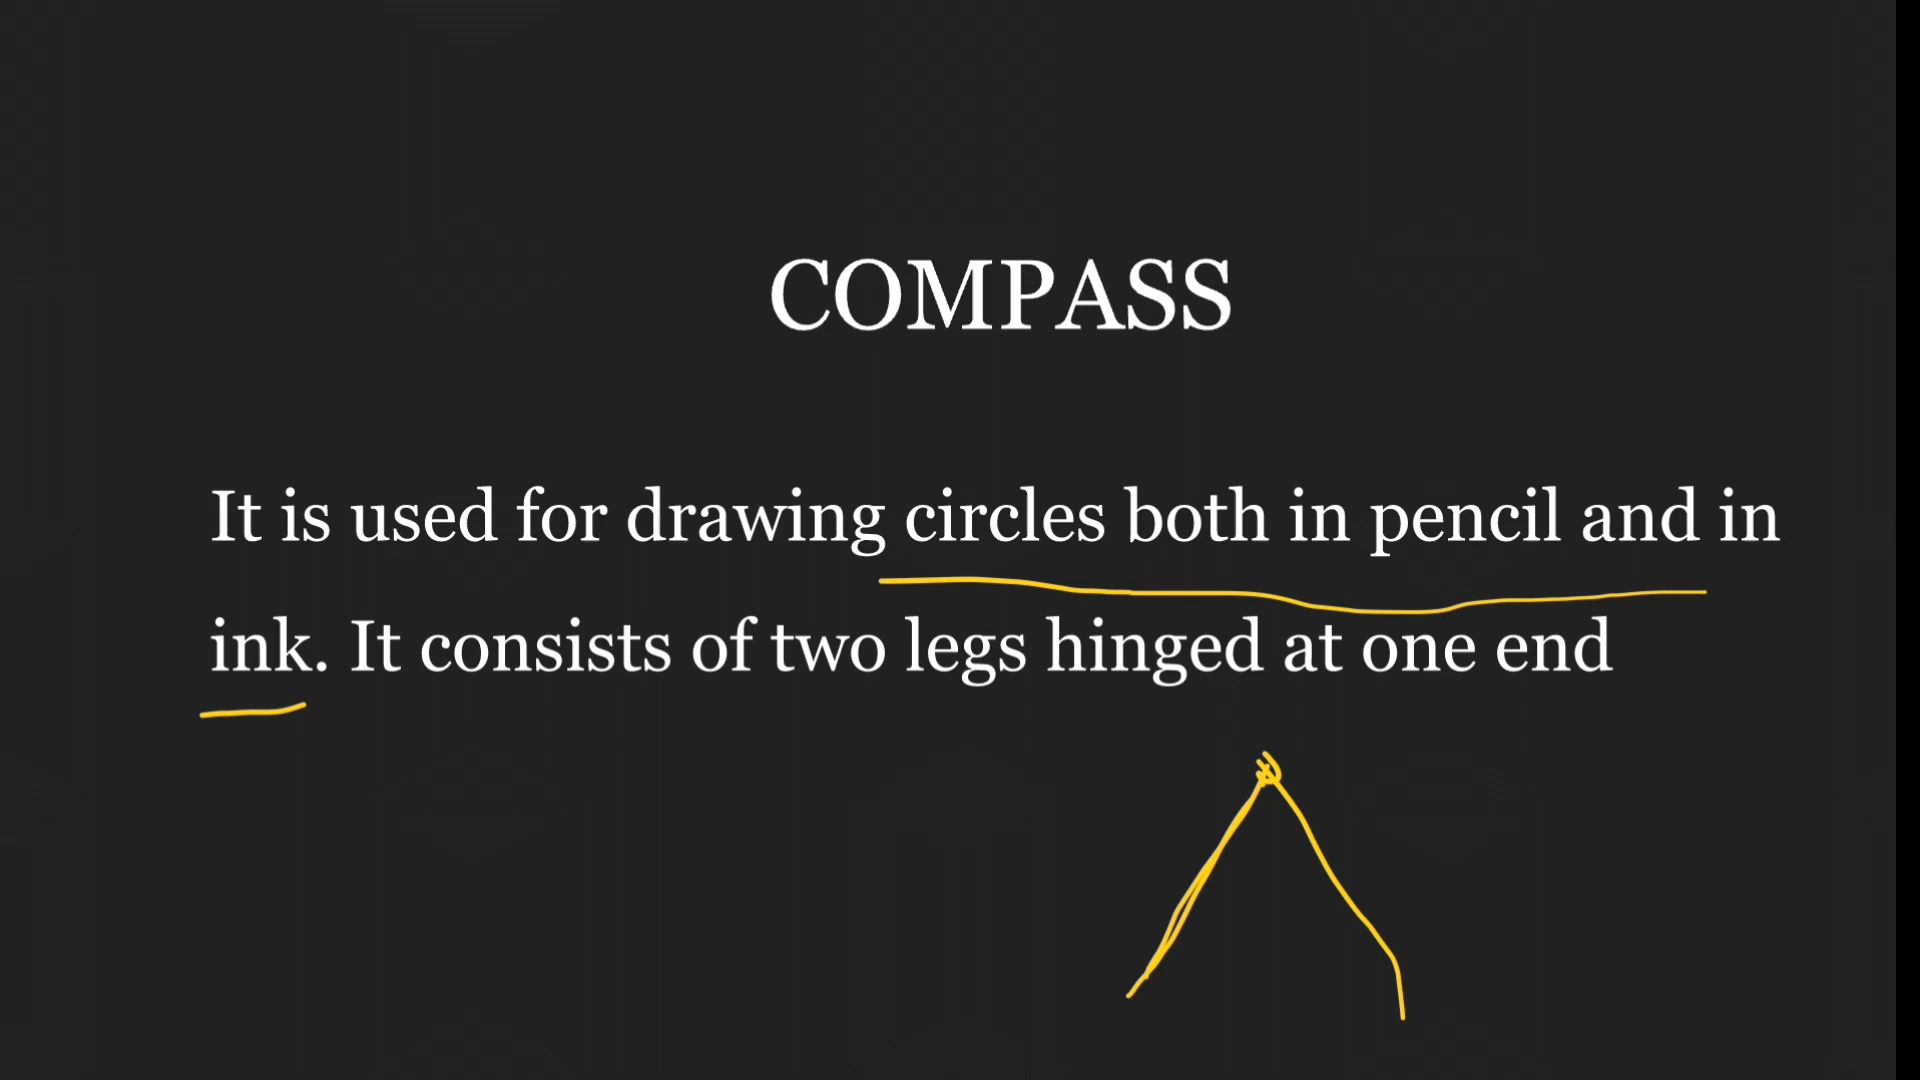 COMPASS
It is used for drawing circles both in pencil and in
ink. It consists of two legs hinged at one end